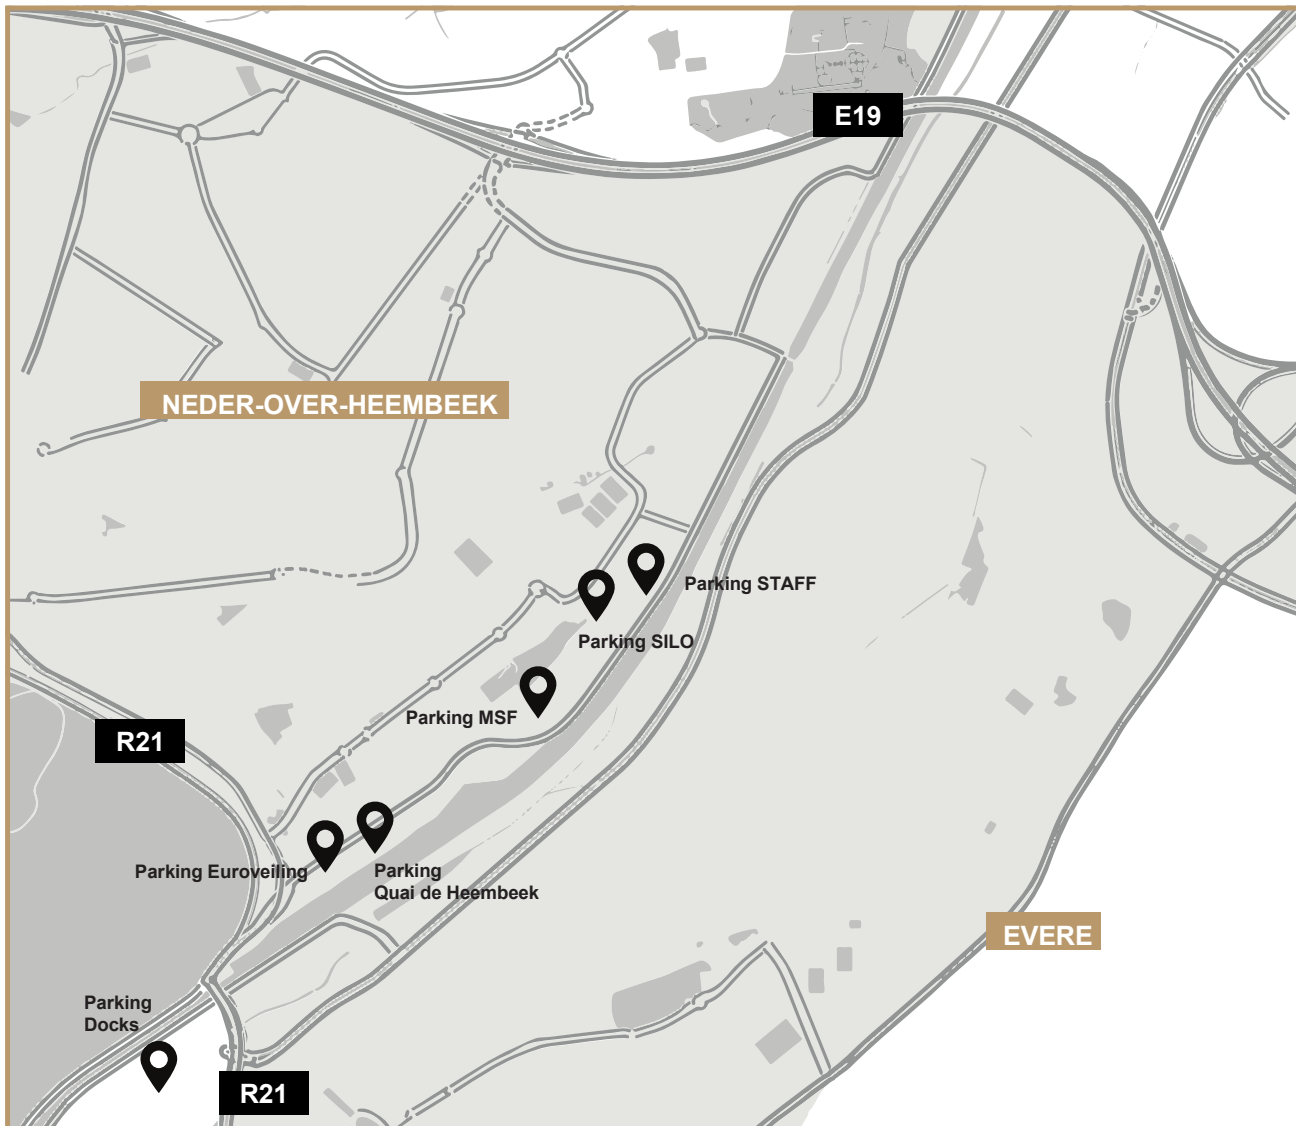 E19
NEDER-OVER-HEEMBEEK
Parking STAFF
Parking SILO
Parking MSF
R21
Parking Euroveiling
Parking
Quai de Heembeek
EVERE
Parking
Docks
R21